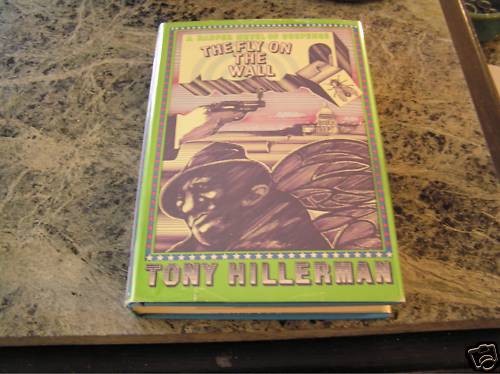 A HARPER NOVEL OF SUSPENSE
THE FLY ON
THE
WALL
TONY HILLERMAN